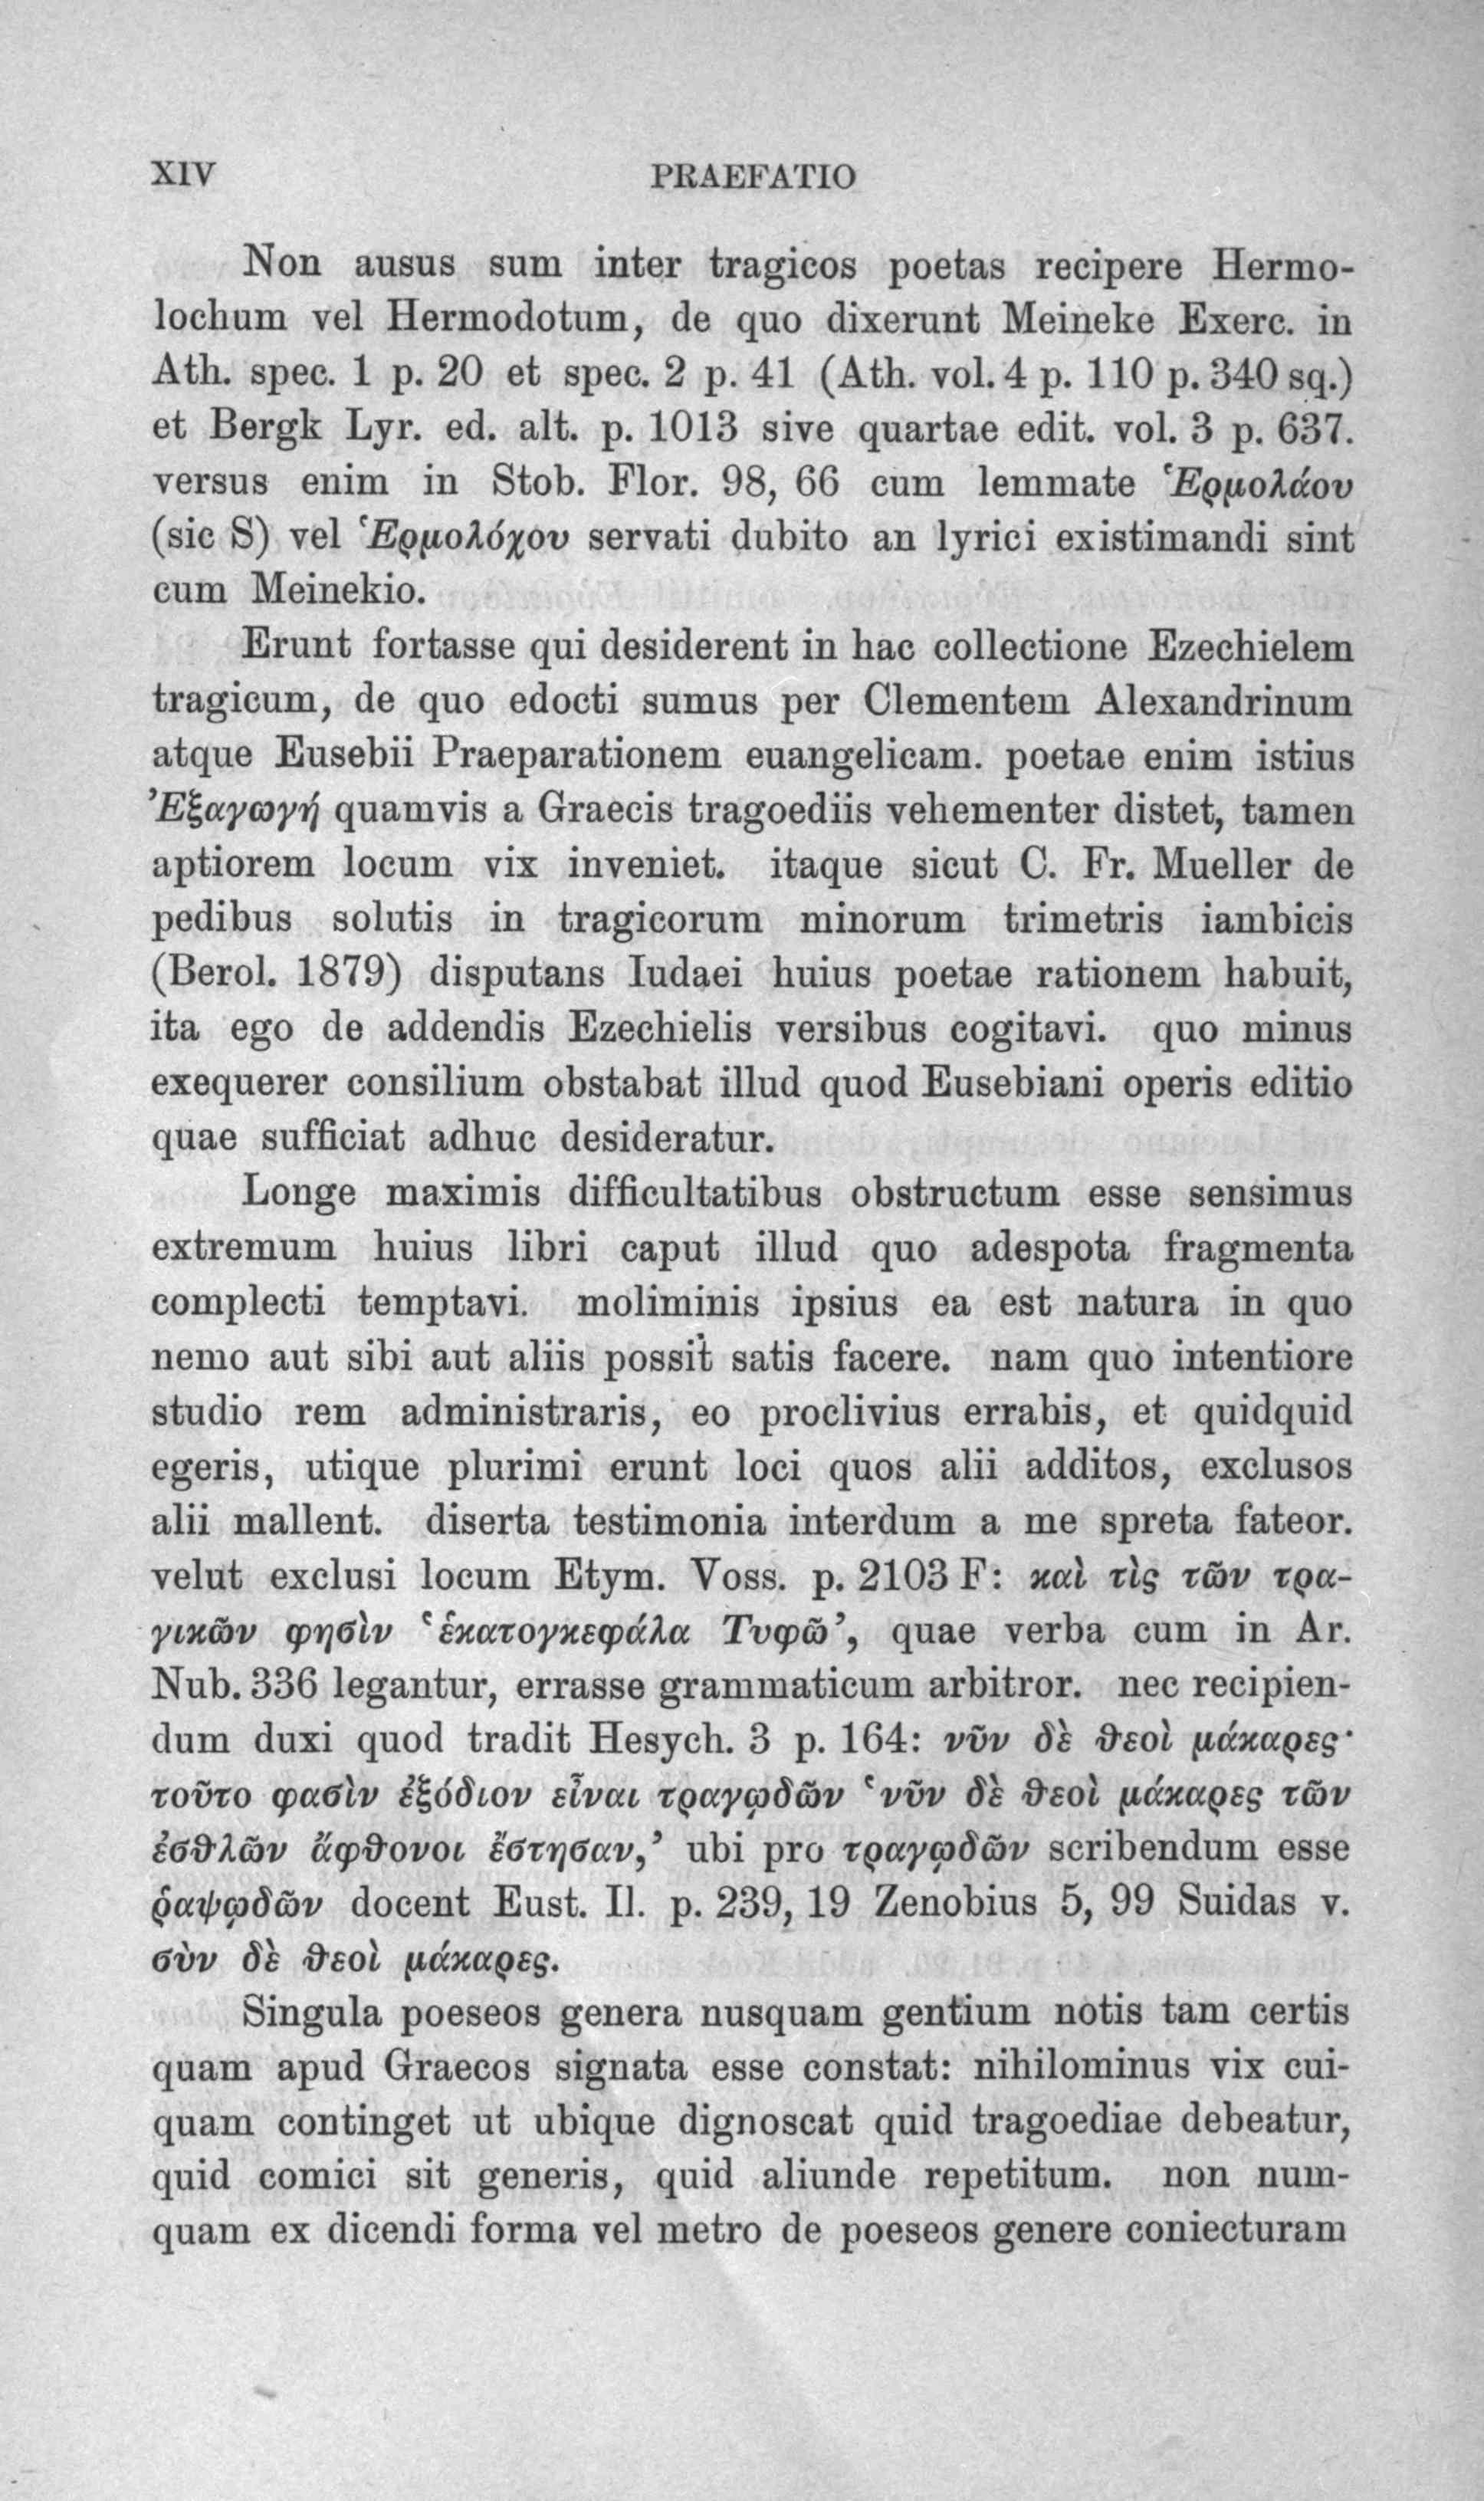 XIV PRAEFATIO
Non ausus sum inter tragicos poetas recipere Hermo-
lochum vel Hermodotum, de quo dixerunt Meineke Exerc. in
Ath. spec. 1 p. 20 et spec. 2 p. 41 (Ath. vol. 4 p. 110 p. 340 sq.)
et Bergk Lyr. ed. alt. p. 1013 sive quartae edit. vol. 3 p. 637.
versus enim in Stob. Flor. 98, 66 cum lemmate Ἑρμολάου
(sic S) vel Ἑρμολόχου servati dubito an lyrici existimandi sint
cum Meinekio.
Erunt fortasse qui desiderent in hac collectione Ezechielem
tragicum, de quo edocti sumus per Clementem Alexandrinum
atque Eusebii Praeparationem euangelicam. poetae enim istius
Ἐξαγωγή quamvis a Graecis tragoediis vehementer distet, tamen
aptiorem locum vix inveniet. itaque sicut C. Fr. Mueller de
pedibus solutis in tragicorum minorum trimetris iambicis
(Berol. 1879) disputans Iudaei huius poetae rationem habuit,
ita ego de addendis Ezechielis versibus cogitavi. quo minus
exequerer consilium obstabat illud quod Eusebiani operis editio
quae sufficiat adhuc desideratur.
Longe maximis difficultatibus obstructum esse sensimus
extremum huius libri caput illud quo adespota fragmenta
complecti temptavi. moliminis ipsius ea est natura in quo
nemo aut sibi aut aliis possit satis facere. nam quo intentiore
studio rem administraris, eo proclivius errabis, et quidquid
egeris, utique plurimi erunt loci quos alii additos, exclusos
alii mallent. diserta testimonia interdum a me spreta fateor.
velut exclusi locum Etym. Voss. p. 2103 F: καὶ τὶς τῶν τρα-
γικῶν φησὶν ‘ἑκατογκεφάλα Τυφῶ’, quae verba cum in Ar.
Nub. 336 legantur, errasse grammaticum arbitror. nec recipien-
dum duxi quod tradit Hesych. 3 p. 164: νῦν δὲ θεοὶ μάκαρες·
τοῦτο φασὶν ἐξόδιον εἶναι τραγῳδῶν ‘νῦν δὲ θεοὶ μάκαρες τῶν
ἐσθλῶν ἄφθονοι ἔστησαν,’ ubi pro τραγῳδῶν scribendum esse
ῥαψῳδῶν docent Eust. Il. p. 239, 19 Zenobius 5, 99 Suidas v.
σὺν δὲ θεοὶ μάκαρες.
Singula poeseos genera nusquam gentium notis tam certis
quam apud Graecos signata esse constat: nihilominus vix cui-
quam continget ut ubique dignoscat quid tragoediae debeatur,
quid comici sit generis, quid aliunde repetitum. non num-
quam ex dicendi forma vel metro de poeseos genere coniecturam